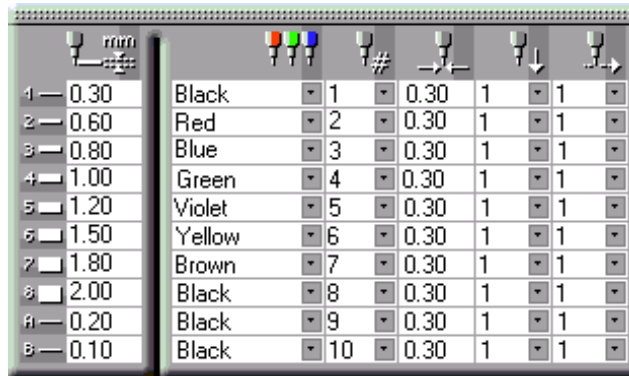 mm #
1 0.30 Black 1 0.30 1 1
2 0.60 Red 2 0.30 1 1
3 0.80 Blue 3 0.30 1 1
4 1.00 Green 4 0.30 1 1
5 1.20 Violet 5 0.30 1 1
6 1.50 Yellow 6 0.30 1 1
7 1.80 Brown 7 0.30 1 1
8 2.00 Black 8 0.30 1 1
A 0.20 Black 9 0.30 1 1
B 0.10 Black 10 0.30 1 1